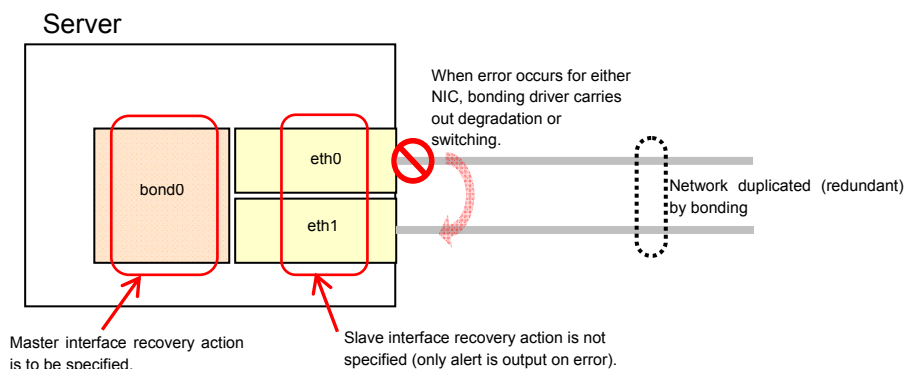 Server
When error occurs for either
NIC, bonding driver carries
out degradation or
switching.
eth0
bond0
Network duplicated (redundant)
by bonding
eth1
Master interface recovery action
is to be specified.
Slave interface recovery action is not
specified (only alert is output on error).